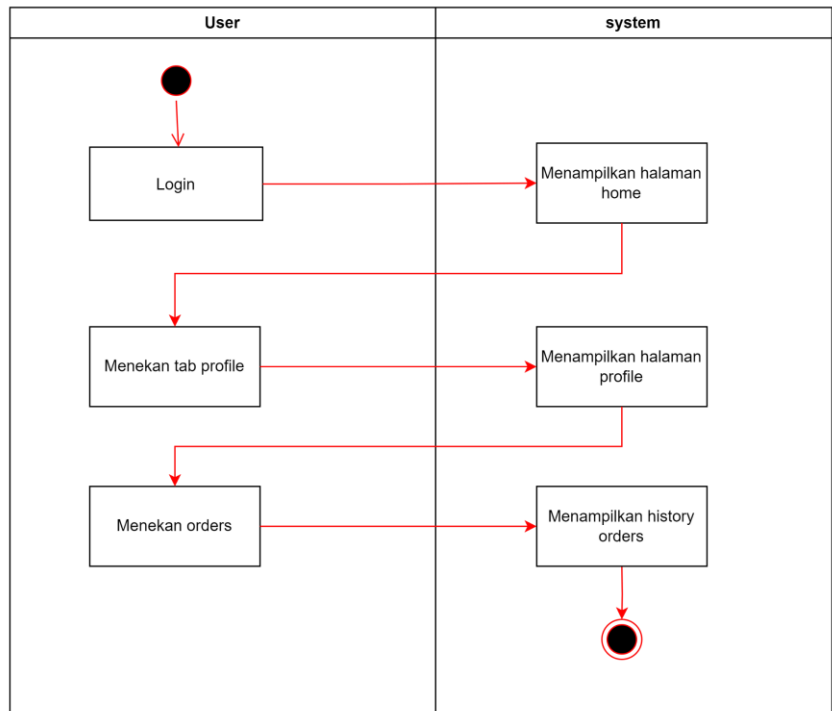 User
system
Login
Menampilkan halaman
home
Menekan tab profile
Menampilkan halaman
profile
Menekan orders
Menampilkan history
orders